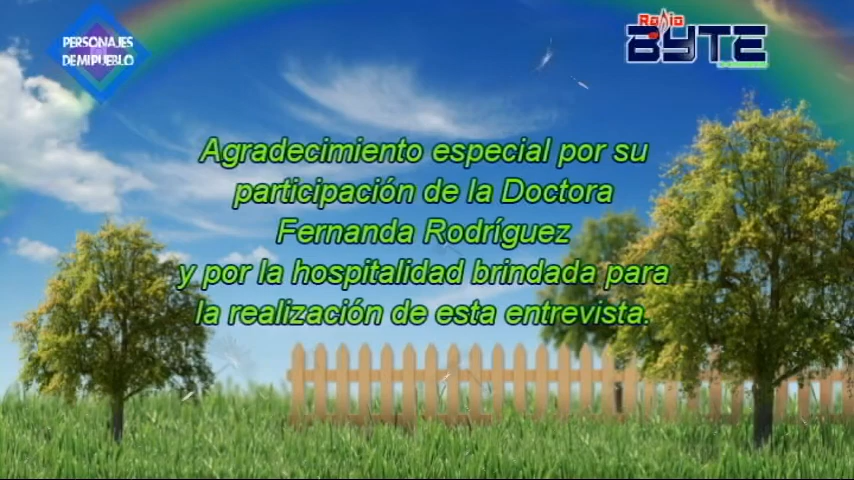 PERSONAJES
DE MI PUEBLO
Radio
BYTE
Agradecimiento especial por su
participación de la Doctora
Fernanda Rodríguez
y por la hospitalidad brindada para
la realización de esta entrevista.